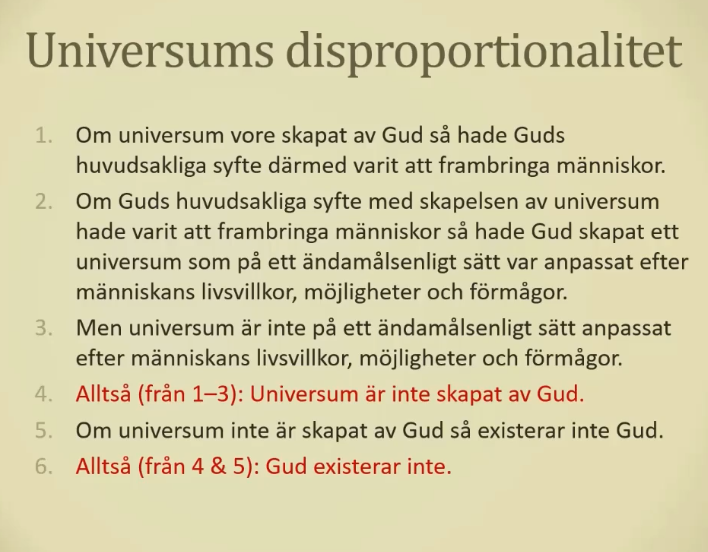 Universums disproportionalitet
1. Om universum vore skapat av Gud så hade Guds
huvudsakliga syfte därmed varit att frambringa människor.
2. Om Guds huvudsakliga syfte med skapelsen av universum
hade varit att frambringa människor så hade Gud skapat ett
universum som på ett ändamålsenligt sätt var anpassat efter
människans livsvillkor, möjligheter och förmågor.
3. Men universum är inte på ett ändamålsenligt sätt anpassat
efter människans livsvillkor, möjligheter och förmågor.
4. Alltså (från 1–3): Universum är inte skapat av Gud.
5. Om universum inte är skapat av Gud så existerar inte Gud.
6. Alltså (från 4 & 5): Gud existerar inte.